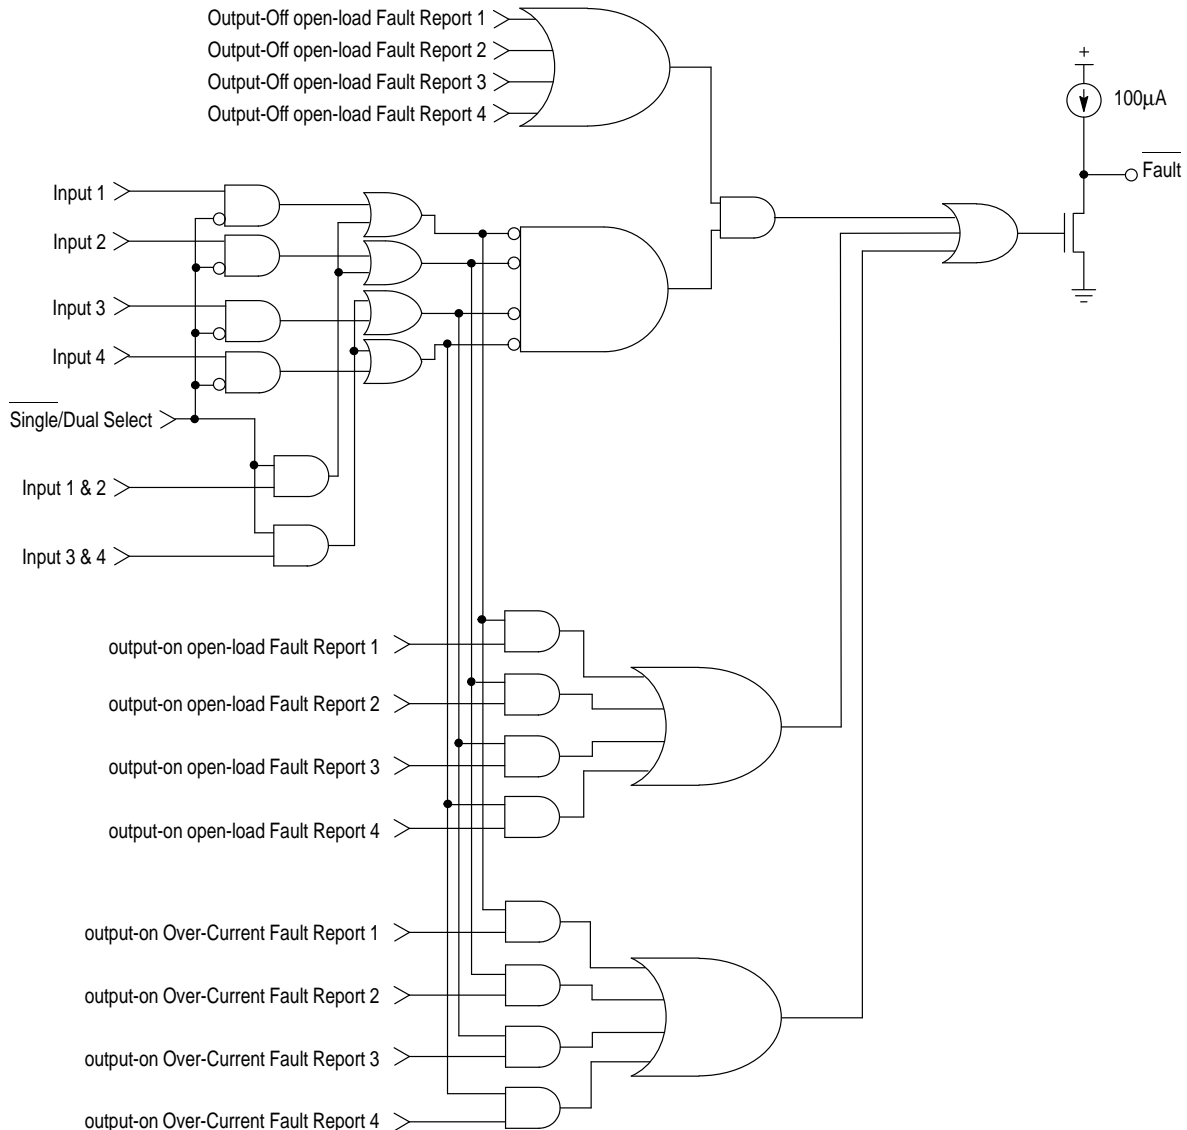 Output-Off open-load Fault Report 1
Output-Off open-load Fault Report 2
Output-Off open-load Fault Report 3
Output-Off open-load Fault Report 4
+
100µA
Fault
Input 1
Input 2
Input 3
Input 4
Single/Dual Select
Input 1 & 2
Input 3 & 4
output-on open-load Fault Report 1
output-on open-load Fault Report 2
output-on open-load Fault Report 3
output-on open-load Fault Report 4
output-on Over-Current Fault Report 1
output-on Over-Current Fault Report 2
output-on Over-Current Fault Report 3
output-on Over-Current Fault Report 4